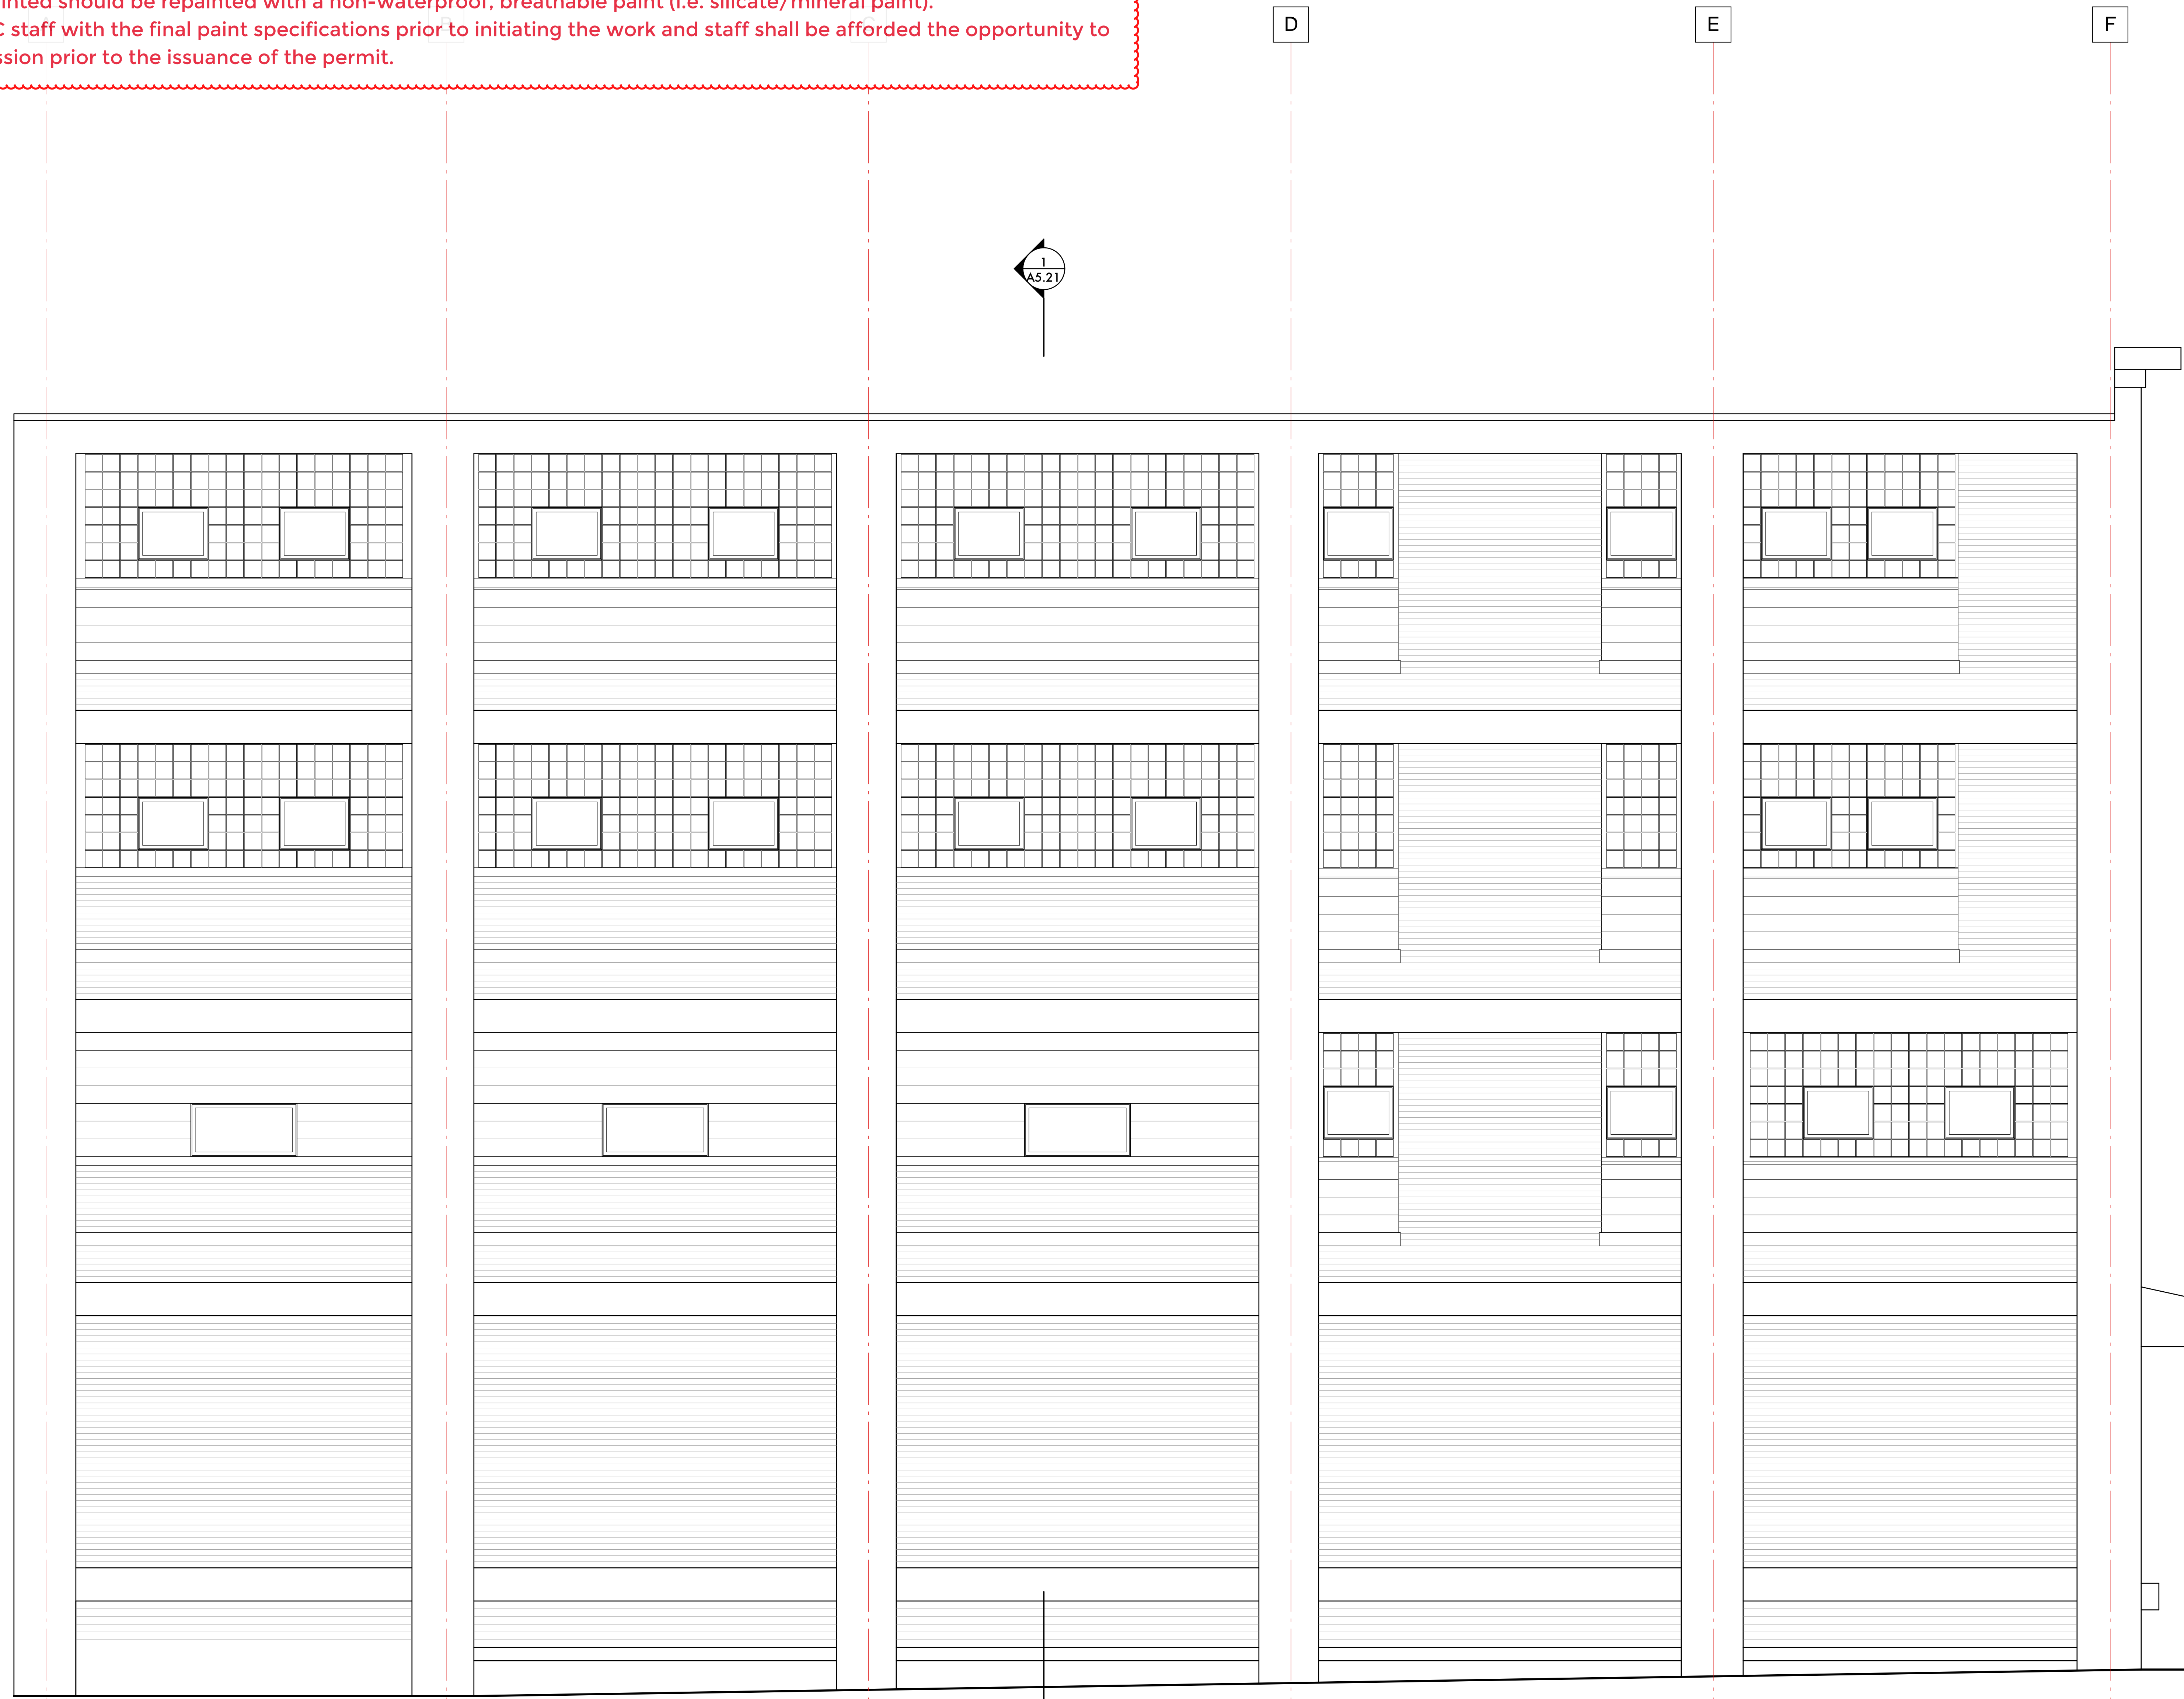 nted should be repainted with a non-waterproof, breathable paint (i.e. silicate/mineral paint).
C staff with the final paint specifications prior to initiating the work and staff shall be afforded the opportunity to
ssion prior to the issuance of the permit.
D
E
F
1
A5.21